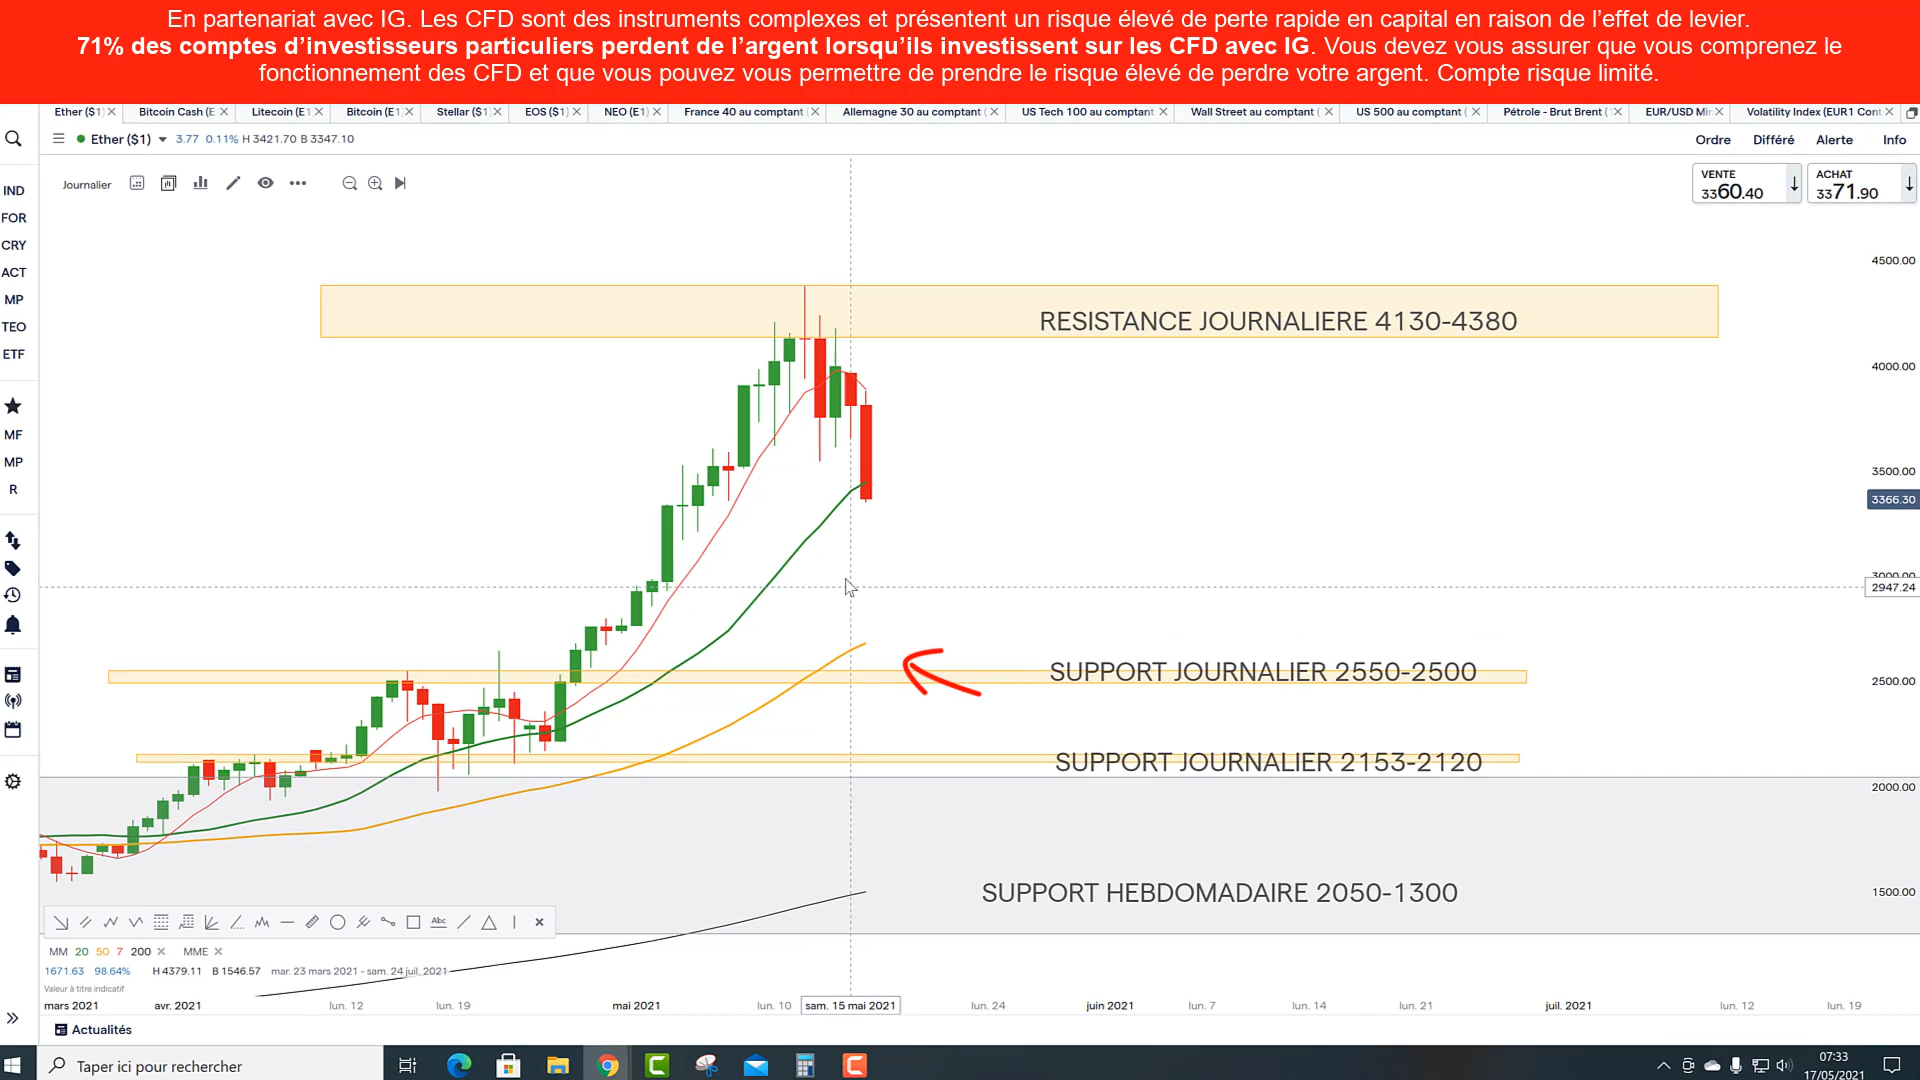 En partenariat avec IG. Les CFD sont des instruments complexes et présentent un risque élevé de perte rapide en capital en raison de l'effet de levier.
71% des comptes d'investisseurs particuliers perdent de l'argent lorsqu'ils investissent sur les CFD avec IG. Vous devez vous assurer que vous comprenez le
fonctionnement des CFD et que vous pouvez vous permettre de prendre le risque élevé de perdre votre argent. Compte risque limité.
Ether ($1) Bitcoin Cash (E Litecoin (E1 Bitcoin (E1) Stellar ($1) EOS ($1) NEO (E1) France 40 au comptant ( Allemagne 30 au comptant ( US Tech 100 au comptant Wall Street au comptant ( US 500 au comptant ( Pétrole - Brut Brent ( EUR/USD Mi Volatility Index (EUR1 Cont
Ether ($1) 3.77 0.11% H 3421.70 B 3347.10
Ordre Différé Alerte Info
Journalier
VENTE
3360.40
ACHAT
3371.90
IND
FOR
CRY
ACT
MP
TEO
ETF
MF
MP
R
4500.00
RESISTANCE JOURNALIERE 4130-4380
4000.00
3500.00
3366.30
3000.00
2947.24
SUPPORT JOURNALIER 2550-2500
2500.00
SUPPORT JOURNALIER 2153-2120
2000.00
SUPPORT HEBDOMADAIRE 2050-1300
1500.00
Abc
MM 20 50 7 200 MME
1671.63 98.64% H 4379.11 B 1546.57 mar. 23 mars 2021 - sam. 24 juil. 2021
Valeur à titre indicatif
mars 2021 avr. 2021 lun. 12 lun. 19 mai 2021 lun. 10 sam. 15 mai 2021 lun. 24 juin 2021 lun. 7 lun. 14 lun. 21 juil. 2021 lun. 12 lun. 19
Actualités
Taper ici pour rechercher
07:33
17/05/2021